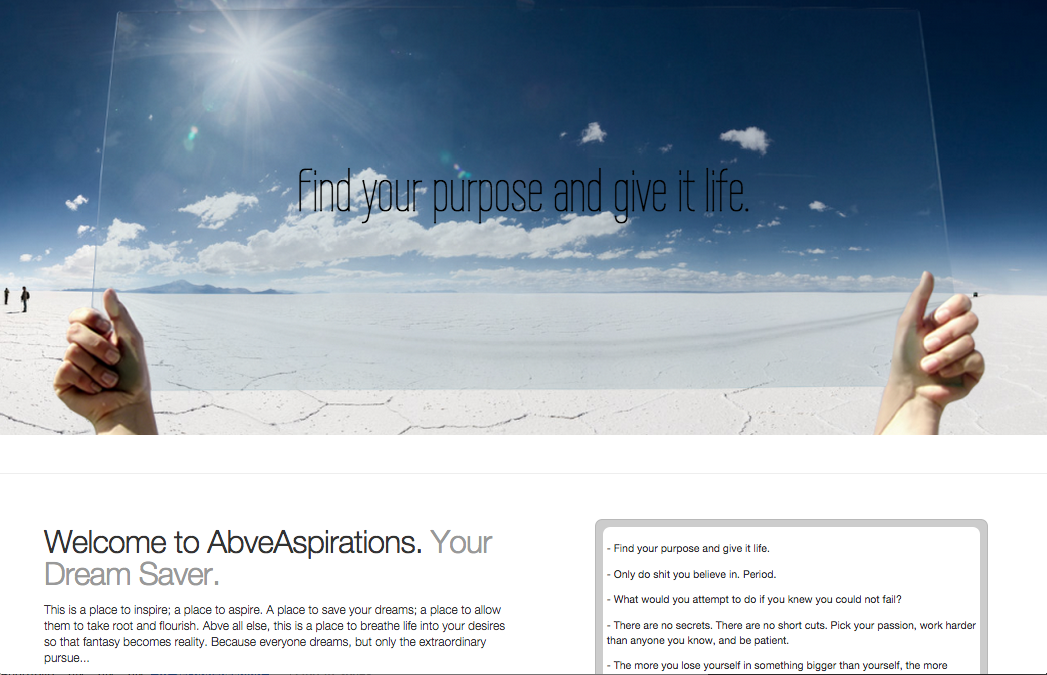 Find your purpose and give it life.
Welcome to AbveAspirations. Your
Dream Saver.
This is a place to inspire; a place to aspire. A place to save your dreams; a place to allow
them to take root and flourish. Abve all else, this is a place to breathe life into your desires
so that fantasy becomes reality. Because everyone dreams, but only the extraordinary
pursue...
- Find your purpose and give it life.
- Only do shit you believe in. Period.
- What would you attempt to do if you knew you could not fail?
- There are no secrets. There are no short cuts. Pick your passion, work harder
than anyone you know, and be patient.
- The more you lose yourself in something bigger than yourself, the more